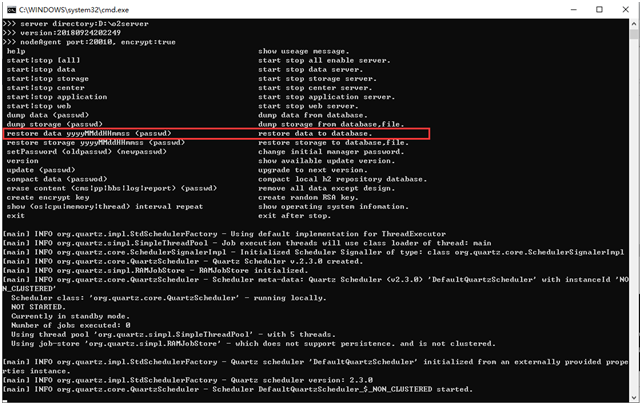 C:\WINDOWS\system32\cmd.exe
>>> server directory:D:\o2server
>>> version:20180924202249
>>> nodeAgent port:20010, encrypt:true
help show useage message.
start|stop [all] start stop all enable server.
start|stop data start stop data server.
start|stop storage start stop storage server.
start|stop center start stop center server.
start|stop application start stop application server.
start|stop web start stop web server.
dump data (passwd) dump data from database.
dump storage (passwd) dump storage from database,file.
restore data yyyyMMddHHmmss (passwd) restore data to database.
restore storage yyyyMMddHHmmss (passwd) restore storage to database,file.
setPassword (oldpasswd) (newpasswd) change initial manager password.
version show available update version.
update (passwd) upgrade to next version.
compact data (passwd) compact local h2 repository database.
erase content (cms|pp|bbs|log|report) (passwd) remove all data except design.
create encrypt key create random RSA key.
show (os|cpu|memory|thread) interval repeat show operating system infomation.
exit exit after stop.
[main] INFO org.quartz.impl.StdSchedulerFactory - Using default implementation for ThreadExecutor
[main] INFO org.quartz.simpl.SimpleThreadPool - Job execution threads will use class loader of thread: main
[main] INFO org.quartz.core.SchedulerSignalerImpl - Initialized Scheduler Signaller of type: class org.quartz.core.SchedulerSignalerImpl
[main] INFO org.quartz.core.QuartzScheduler - Quartz Scheduler v.2.3.0 created.
[main] INFO org.quartz.simpl.RAMJobStore - RAMJobStore initialized.
[main] INFO org.quartz.core.QuartzScheduler - Scheduler meta-data: Quartz Scheduler (v2.3.0) 'DefaultQuartzScheduler' with instanceId 'NO
N_CLUSTERED'
Scheduler class: 'org.quartz.core.QuartzScheduler' - running locally.
NOT STARTED.
Currently in standby mode.
Number of jobs executed: 0
Using thread pool 'org.quartz.simpl.SimpleThreadPool' - with 5 threads.
Using job-store 'org.quartz.simpl.RAMJobStore' - which does not support persistence. and is not clustered.
[main] INFO org.quartz.impl.StdSchedulerFactory - Quartz scheduler 'DefaultQuartzScheduler' initialized from an externally provided prope
rties instance.
[main] INFO org.quartz.impl.StdSchedulerFactory - Quartz scheduler version: 2.3.0
[main] INFO org.quartz.core.QuartzScheduler - Scheduler DefaultQuartzScheduler_$_NON_CLUSTERED started.